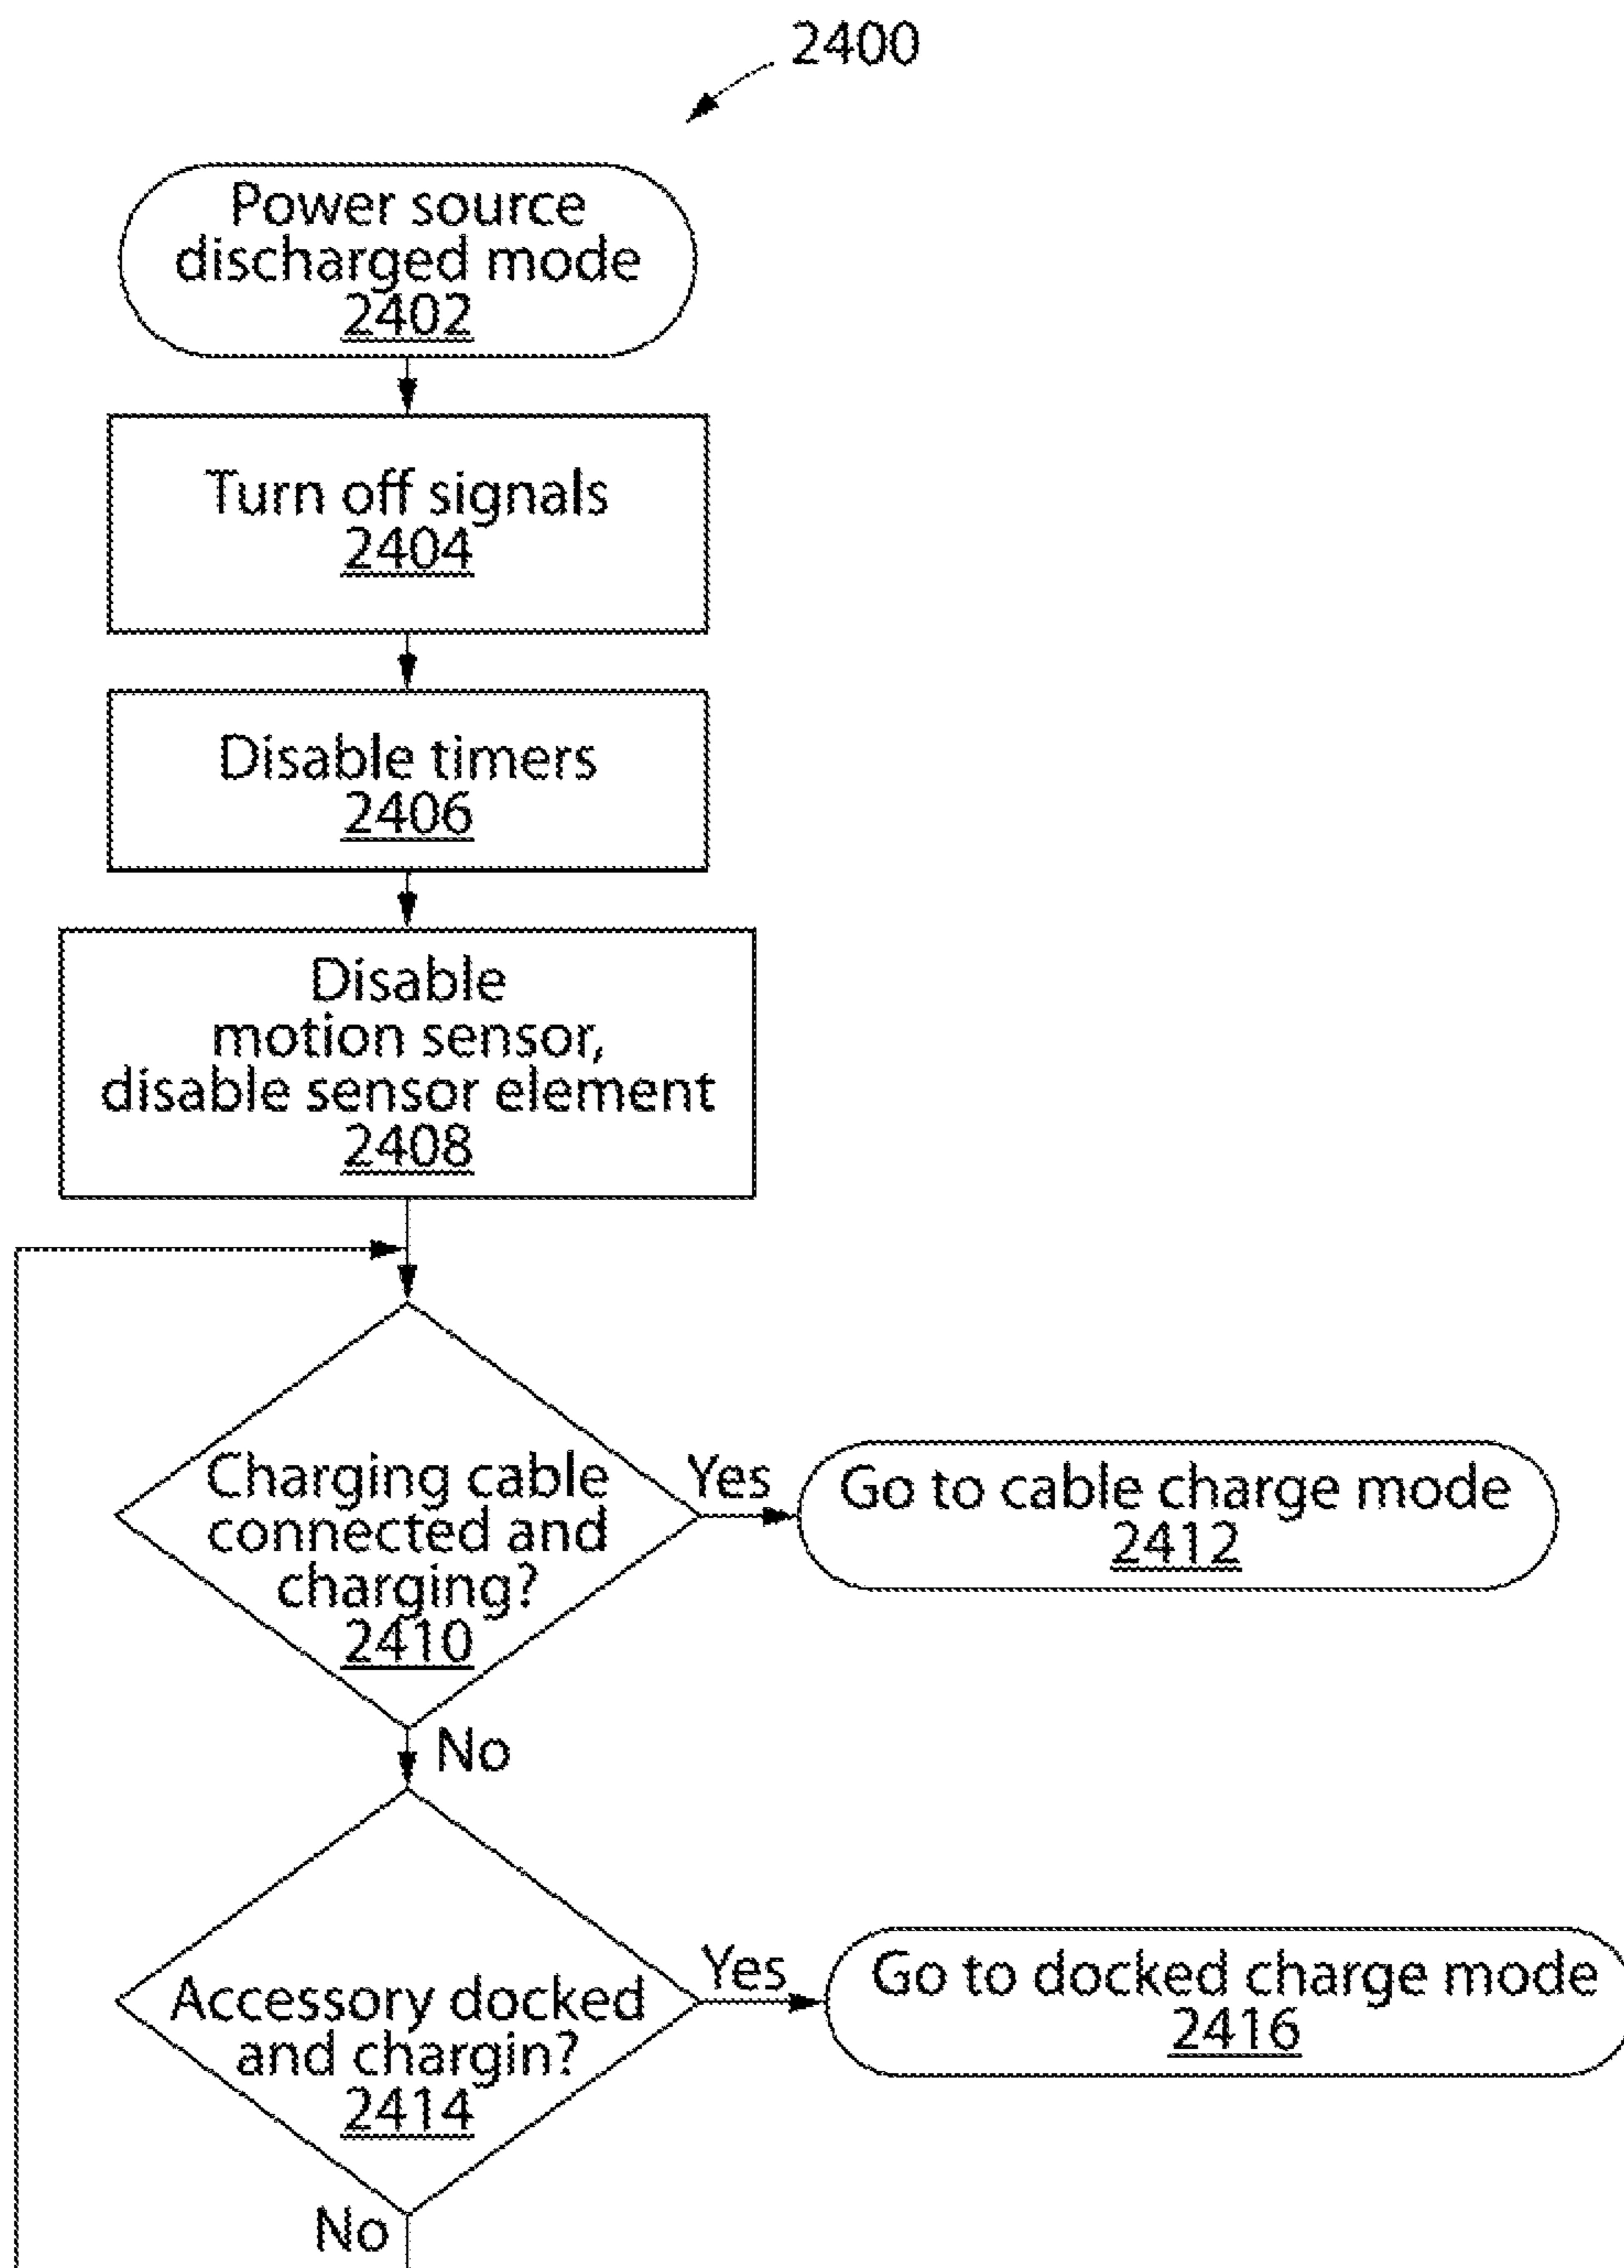 2400
Power source
discharged mode
2402
Turn off signals
2404
Disable timers
2406
Disable
motion sensor,
disable sensor element
2408
Charging cable
connected and
charging?
2410
Yes
Go to cable charge mode
2412
No
Accessory docked
and chargin?
2414
Yes
Go to docked charge mode
2416
No